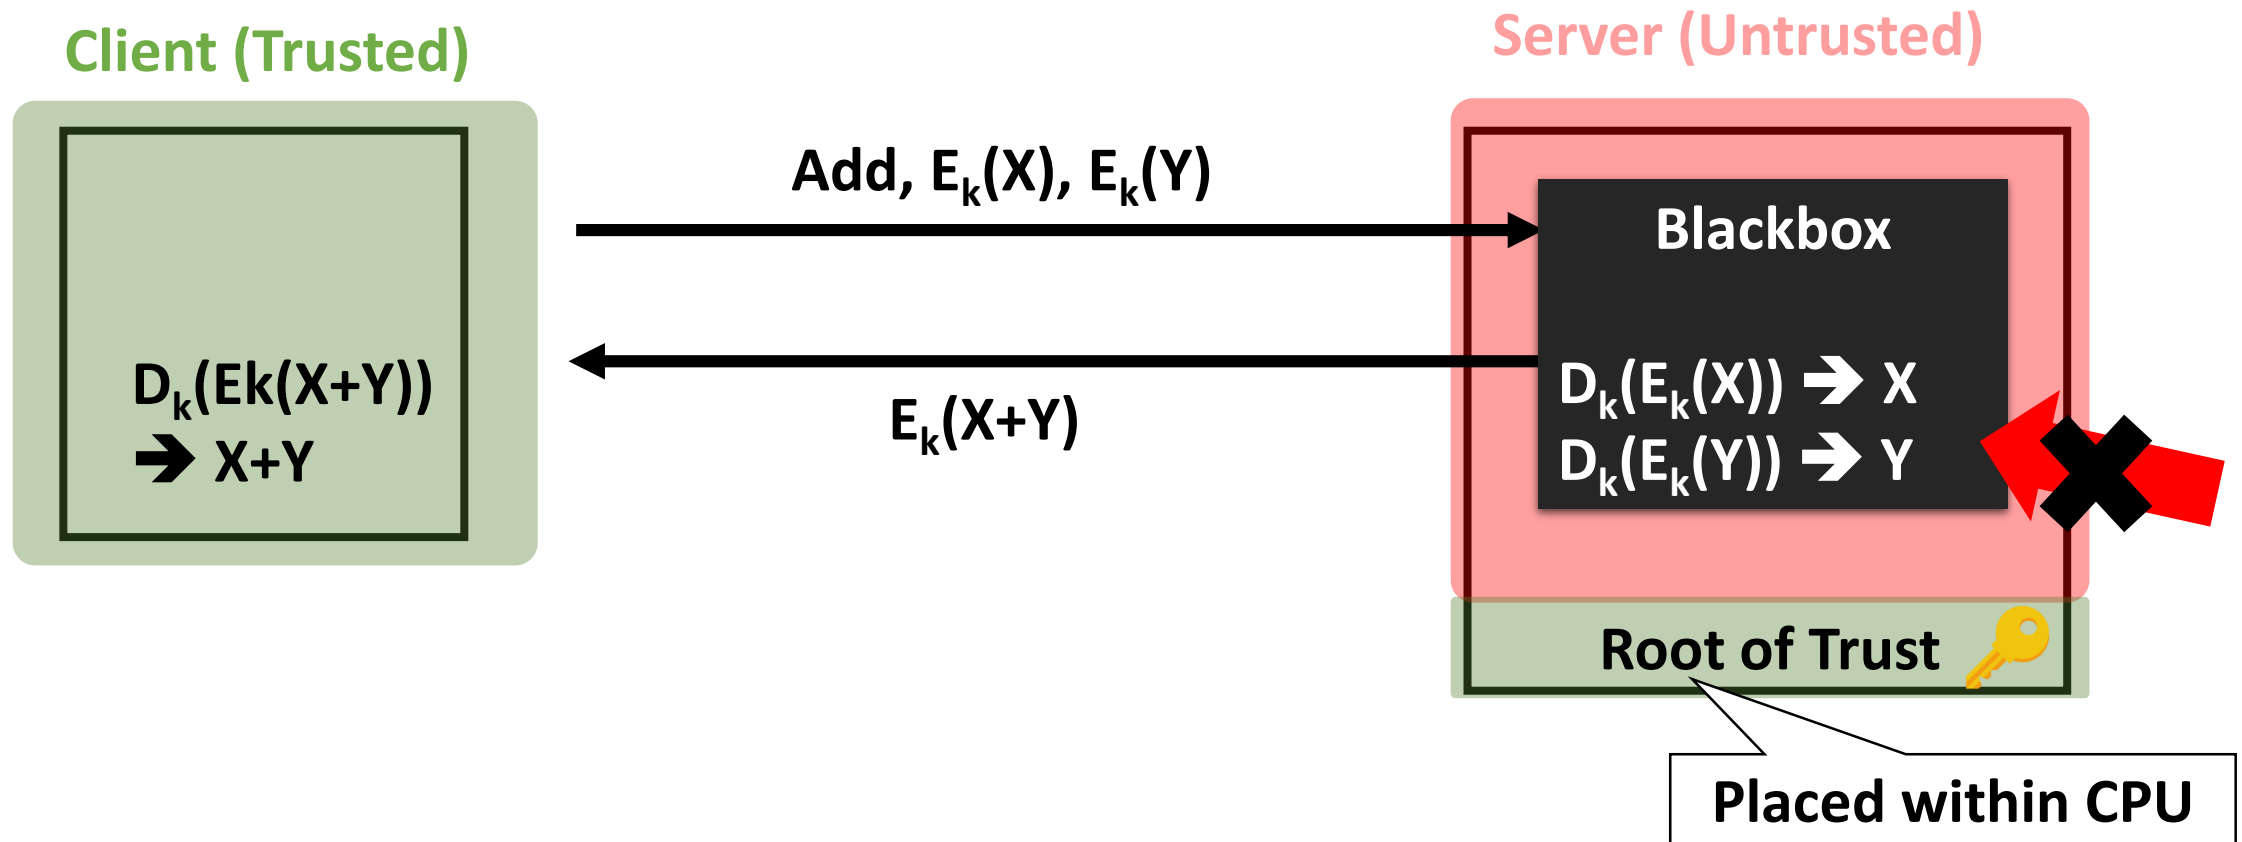 Client (Trusted)
Server (Untrusted)
Add, Eₖ(X), Eₖ(Y)
Blackbox
Dₖ(Ek(X+Y))
➔ X+Y
Eₖ(X+Y)
Dₖ(Eₖ(X)) ➔ X
Dₖ(Eₖ(Y)) ➔ Y
Root of Trust
Placed within CPU